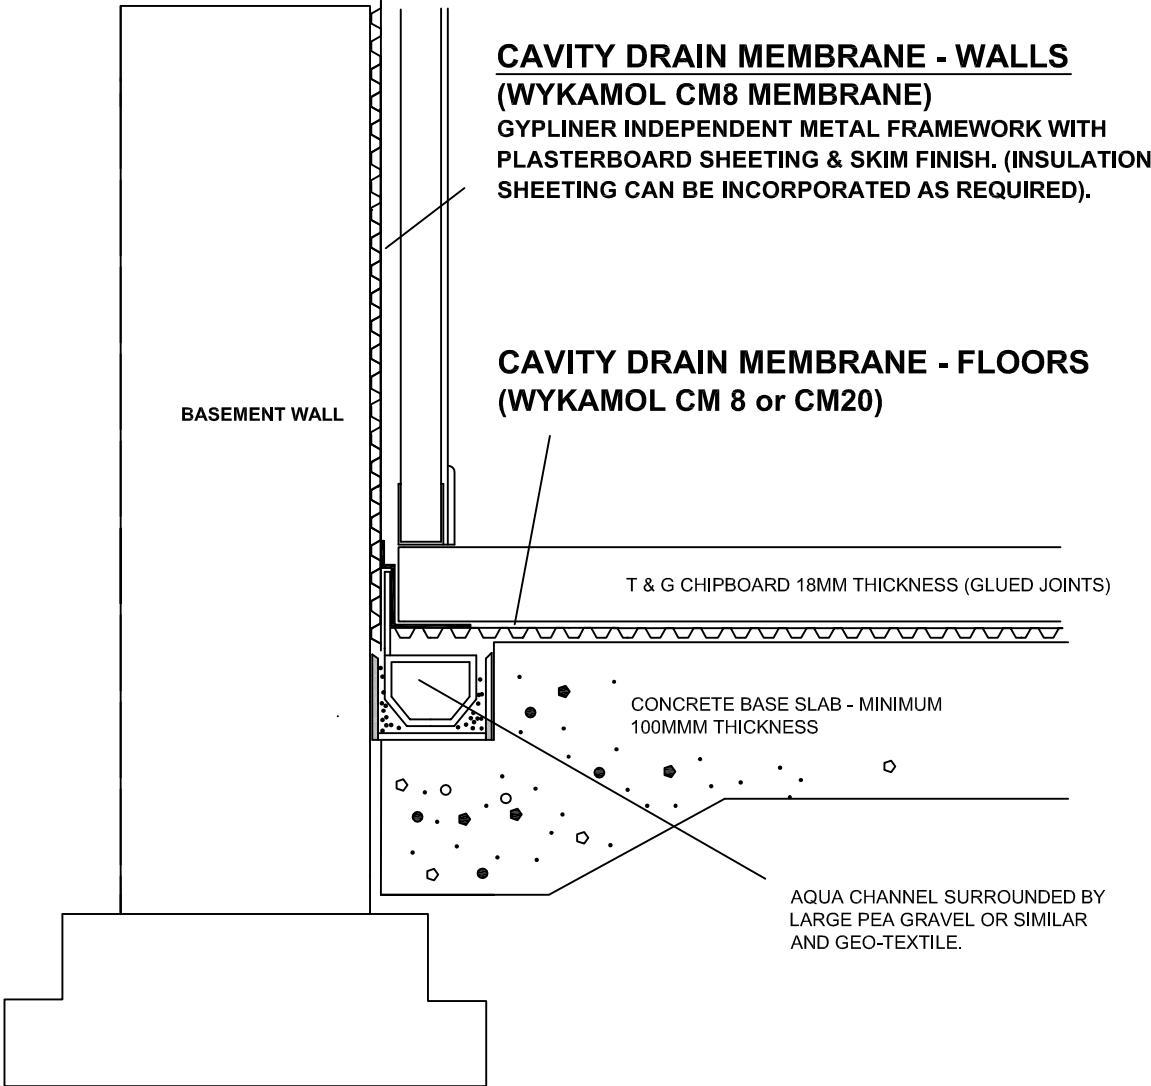 CAVITY DRAIN MEMBRANE - WALLS
(WYKAMOL CM8 MEMBRANE)
GYPLINER INDEPENDENT METAL FRAMEWORK WITH
PLASTERBOARD SHEETING & SKIM FINISH. (INSULATION
SHEETING CAN BE INCORPORATED AS REQUIRED).
CAVITY DRAIN MEMBRANE - FLOORS
(WYKAMOL CM 8 or CM20)
BASEMENT WALL
T & G CHIPBOARD 18MM THICKNESS (GLUED JOINTS)
CONCRETE BASE SLAB - MINIMUM
100MMM THICKNESS
AQUA CHANNEL SURROUNDED BY
LARGE PEA GRAVEL OR SIMILAR
AND GEO-TEXTILE.